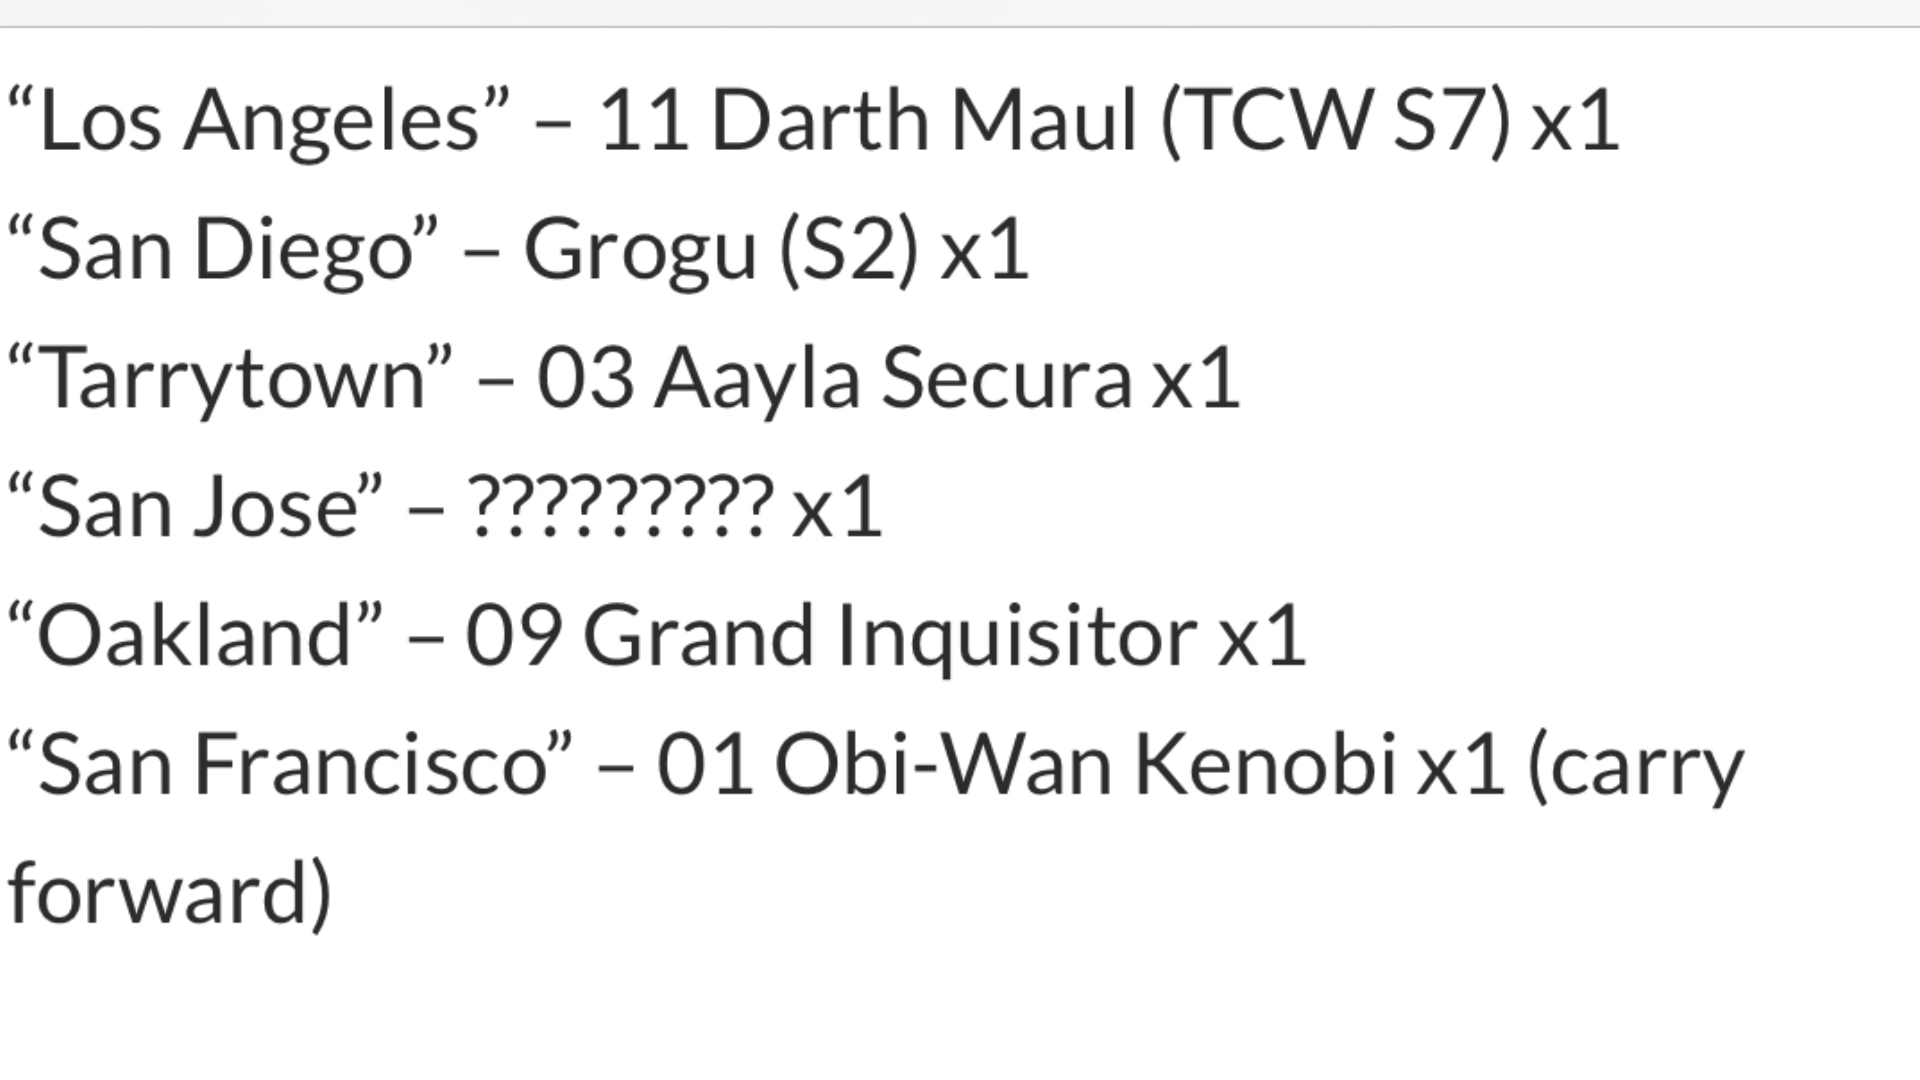 “Los Angeles” – 11 Darth Maul (TCW S7) x1
“San Diego” – Grogu (S2) x1
“Tarrytown” – 03 Aayla Secura x1
“San Jose” – ????????? x1
“Oakland” – 09 Grand Inquisitor x1
“San Francisco” – 01 Obi-Wan Kenobi x1 (carry
forward)